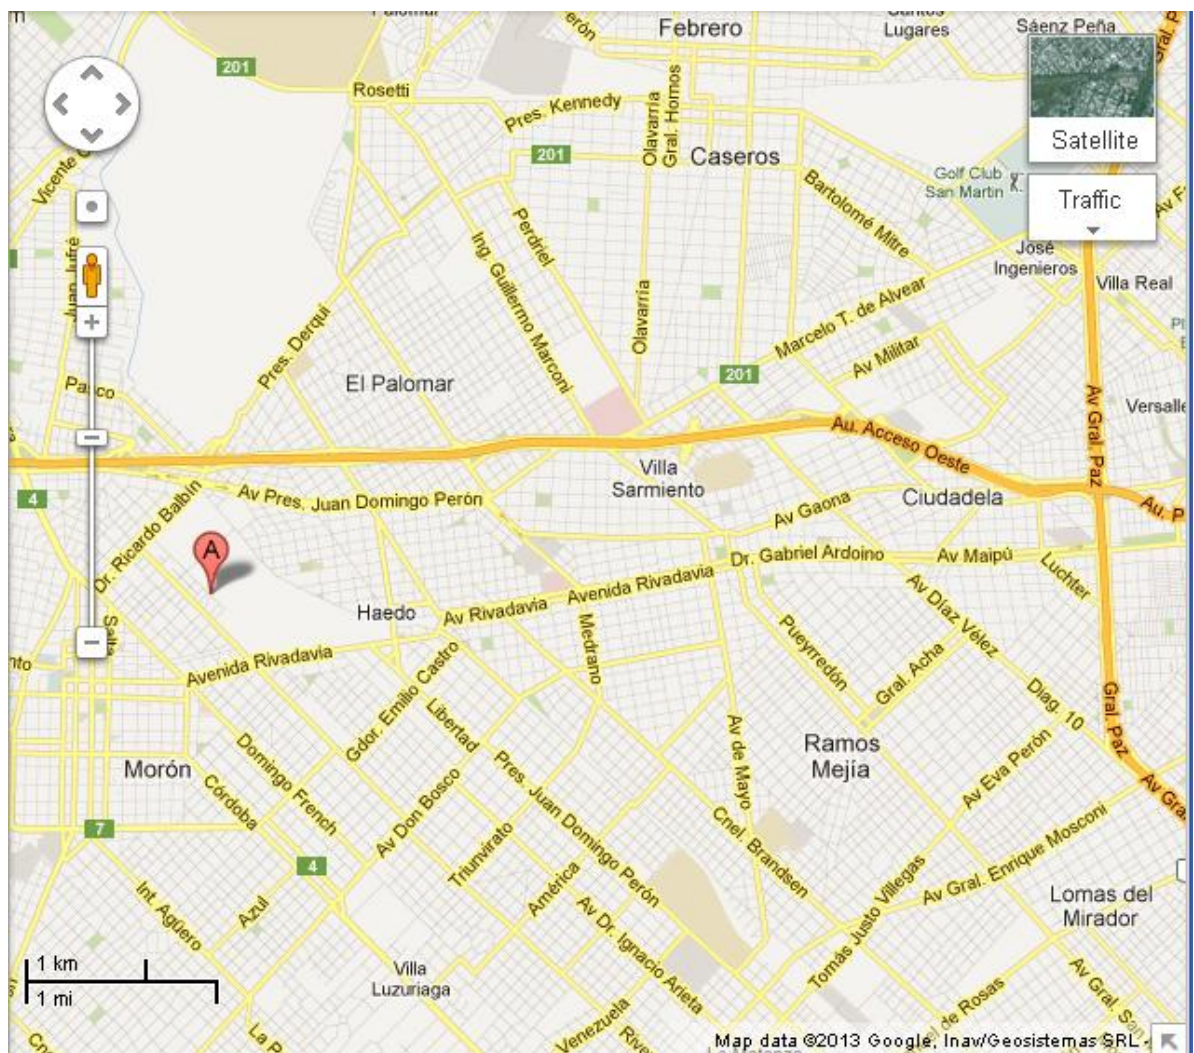 Febrero
Lugares
Sáenz Peña
201
Rosetti
Pres. Kennedy
Olavarría
Gral. Hornos
Caseros
201
Satellite
Golf Club
San Martin
Traffic
Bartolomé Mitre
José
Ingenieros
Villa Real
Juan Jufré
Perdriel
Ing. Guillermo Marconi
Olavarría
Marcelo T. de Alvear
Pres. Derqui
Av Militar
El Palomar
201
Pasco
Av Gral. Paz
Au. Acceso Oeste
Villa
Sarmiento
Ciudadela
4
Av Pres. Juan Domingo Perón
Dr. Ricardo Balbín
Av Gaona
A
Dr. Gabriel Ardoino
Av Maipú
Luchter
Haedo
Av Rivadavia
Avenida Rivadavia
Av Díaz Vélez
Medrano
Pueyrredón
Gral. Acha
Avenida Rivadavia
Gdor. Emilio Castro
Libertad
Diag. 10
Gral. Paz
Av de Mayo
Ramos
Mejía
Morón
Domingo French
Córdoba
Pres. Juan Domingo Perón
Av Don Bosco
Av Eva Perón
7
4
Triunvirato
Cnel. Brandsen
Av Gral. Enrique Mosconi
América
Tomás Justo Villegas
Lomas del
Mirador
Int. Agüero
Azul
Av Dr. Ignacio Arieta
1 km
1 mi
Villa
Luzuriaga
Venezuela
de Rosas
Map data ©2013 Google, Inav/Geosistemas SRL -